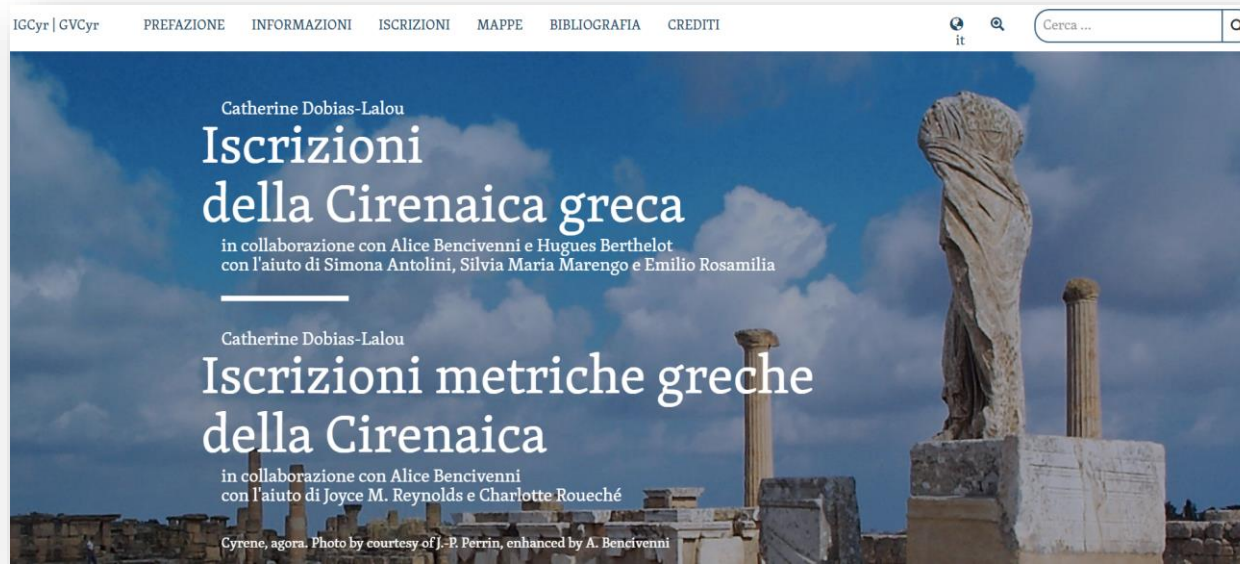 IGCyr | GVCyr PREFAZIONE INFORMAZIONI ISCRIZIONI MAPPE BIBLIOGRAFIA CREDITI it Cerca ...
Catherine Dobias-Lalou
Iscrizioni
della Cirenaica greca
in collaborazione con Alice Bencivenni e Hugues Berthelot
con l'aiuto di Simona Antolini, Silvia Maria Marengo e Emilio Rosamilia
Catherine Dobias-Lalou
Iscrizioni metriche greche
della Cirenaica
in collaborazione con Alice Bencivenni
con l'aiuto di Joyce M. Reynolds e Charlotte Roueché
Cyrene, agora. Photo by courtesy of J.-P. Perrin, enhanced by A. Bencivenni